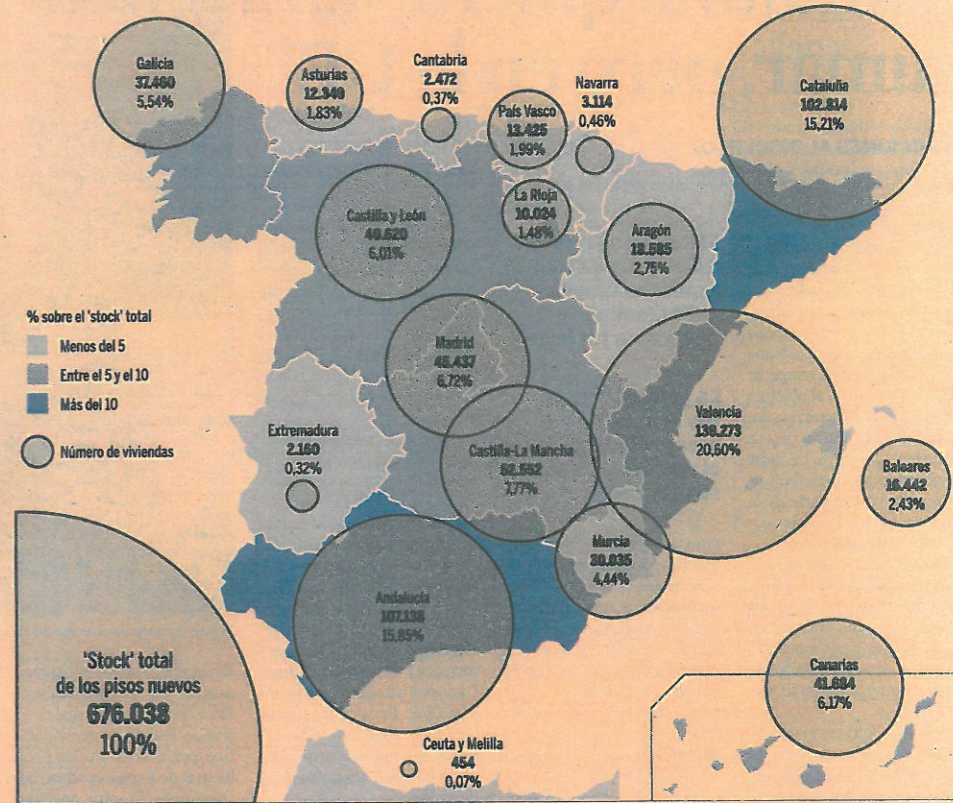 Galicia
37.460
5,54%
Asturias
12.349
1,83%
Cantabria
2.472
0,37%
País Vasco
13.425
1,99%
Navarra
3.114
0,46%
Cataluña
102.814
15,21%
Castilla y León
40.620
6,01%
La Rioja
10.024
1,48%
Aragón
18.585
2,75%
% sobre el 'stock' total
Menos del 5
Entre el 5 y el 10
Más del 10
Número de viviendas
Madrid
45.437
6,72%
Valencia
139.273
20,60%
Extremadura
2.160
0,32%
Castilla-La Mancha
52.552
7,77%
Baleares
16.442
2,43%
Murcia
30.035
4,44%
Andalucía
107.138
15,85%
'Stock' total
de los pisos nuevos
676.038
100%
Canarias
41.684
6,17%
Ceuta y Melilla
454
0,07%